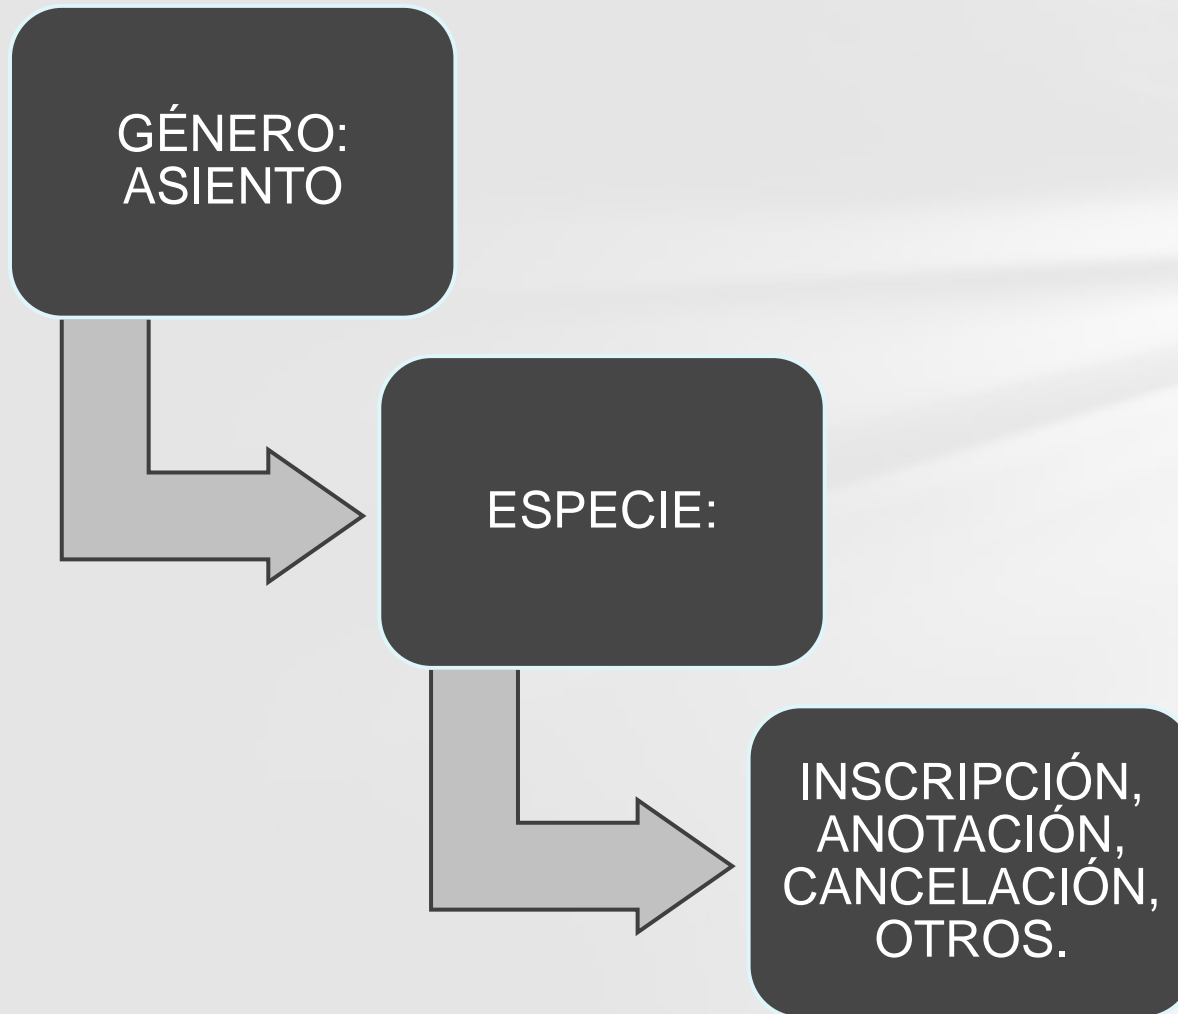 GÉNERO:
ASIENTO
ESPECIE:
INSCRIPCIÓN,
ANOTACIÓN,
CANCELACIÓN,
OTROS.